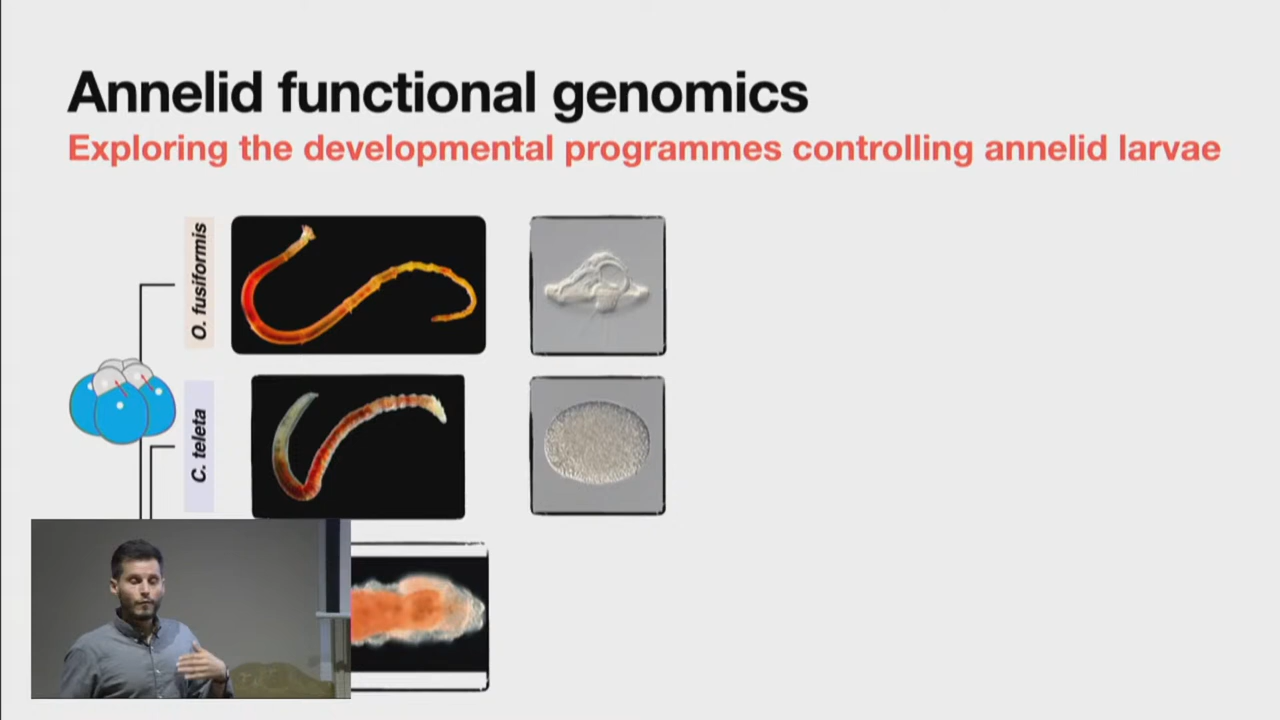 Annelid functional genomics
Exploring the developmental programmes controlling annelid larvae
O. fusiformis
C. teleta